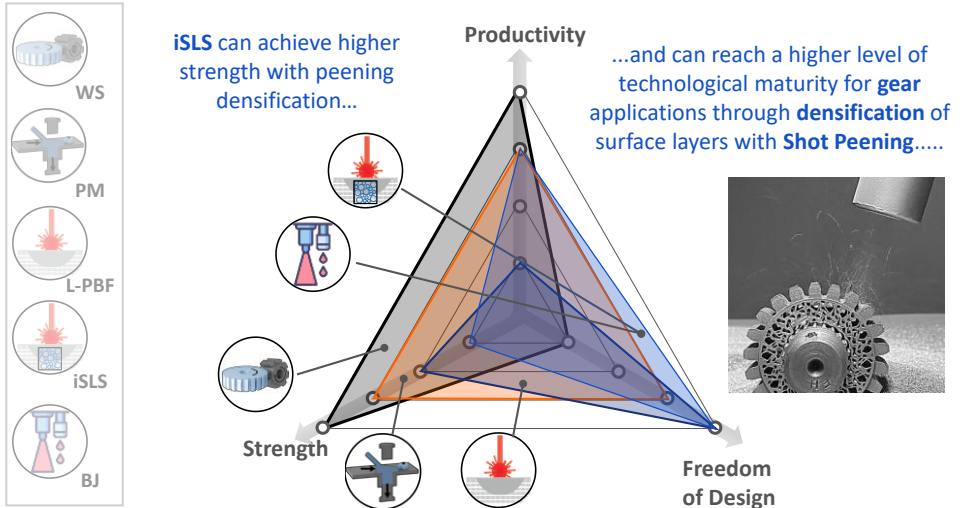 WS
PM
L-PBF
iSLS
BJ
iSLS can achieve higher
strength with peening
densification...
Productivity
...and can reach a higher level of
technological maturity for gear
applications through densification of
surface layers with Shot Peening.....
Strength
Freedom
of Design